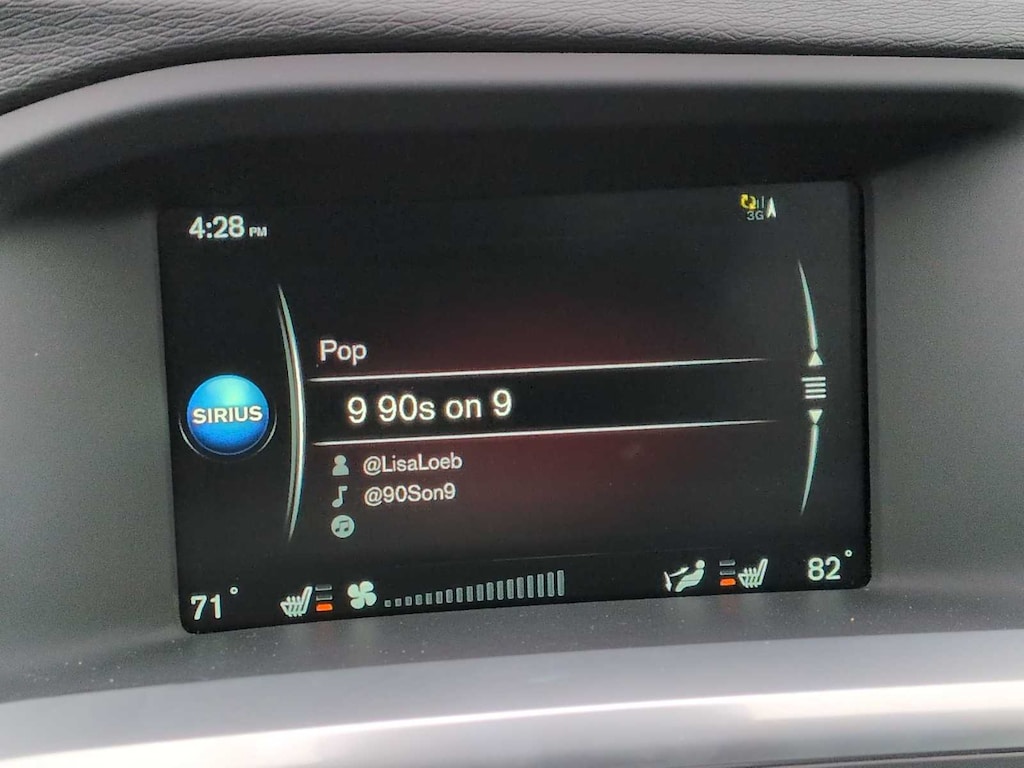 4:28 PM
3G
Pop
SIRIUS
9 90s on 9
@LisaLoeb
@90Son9
71°
82°